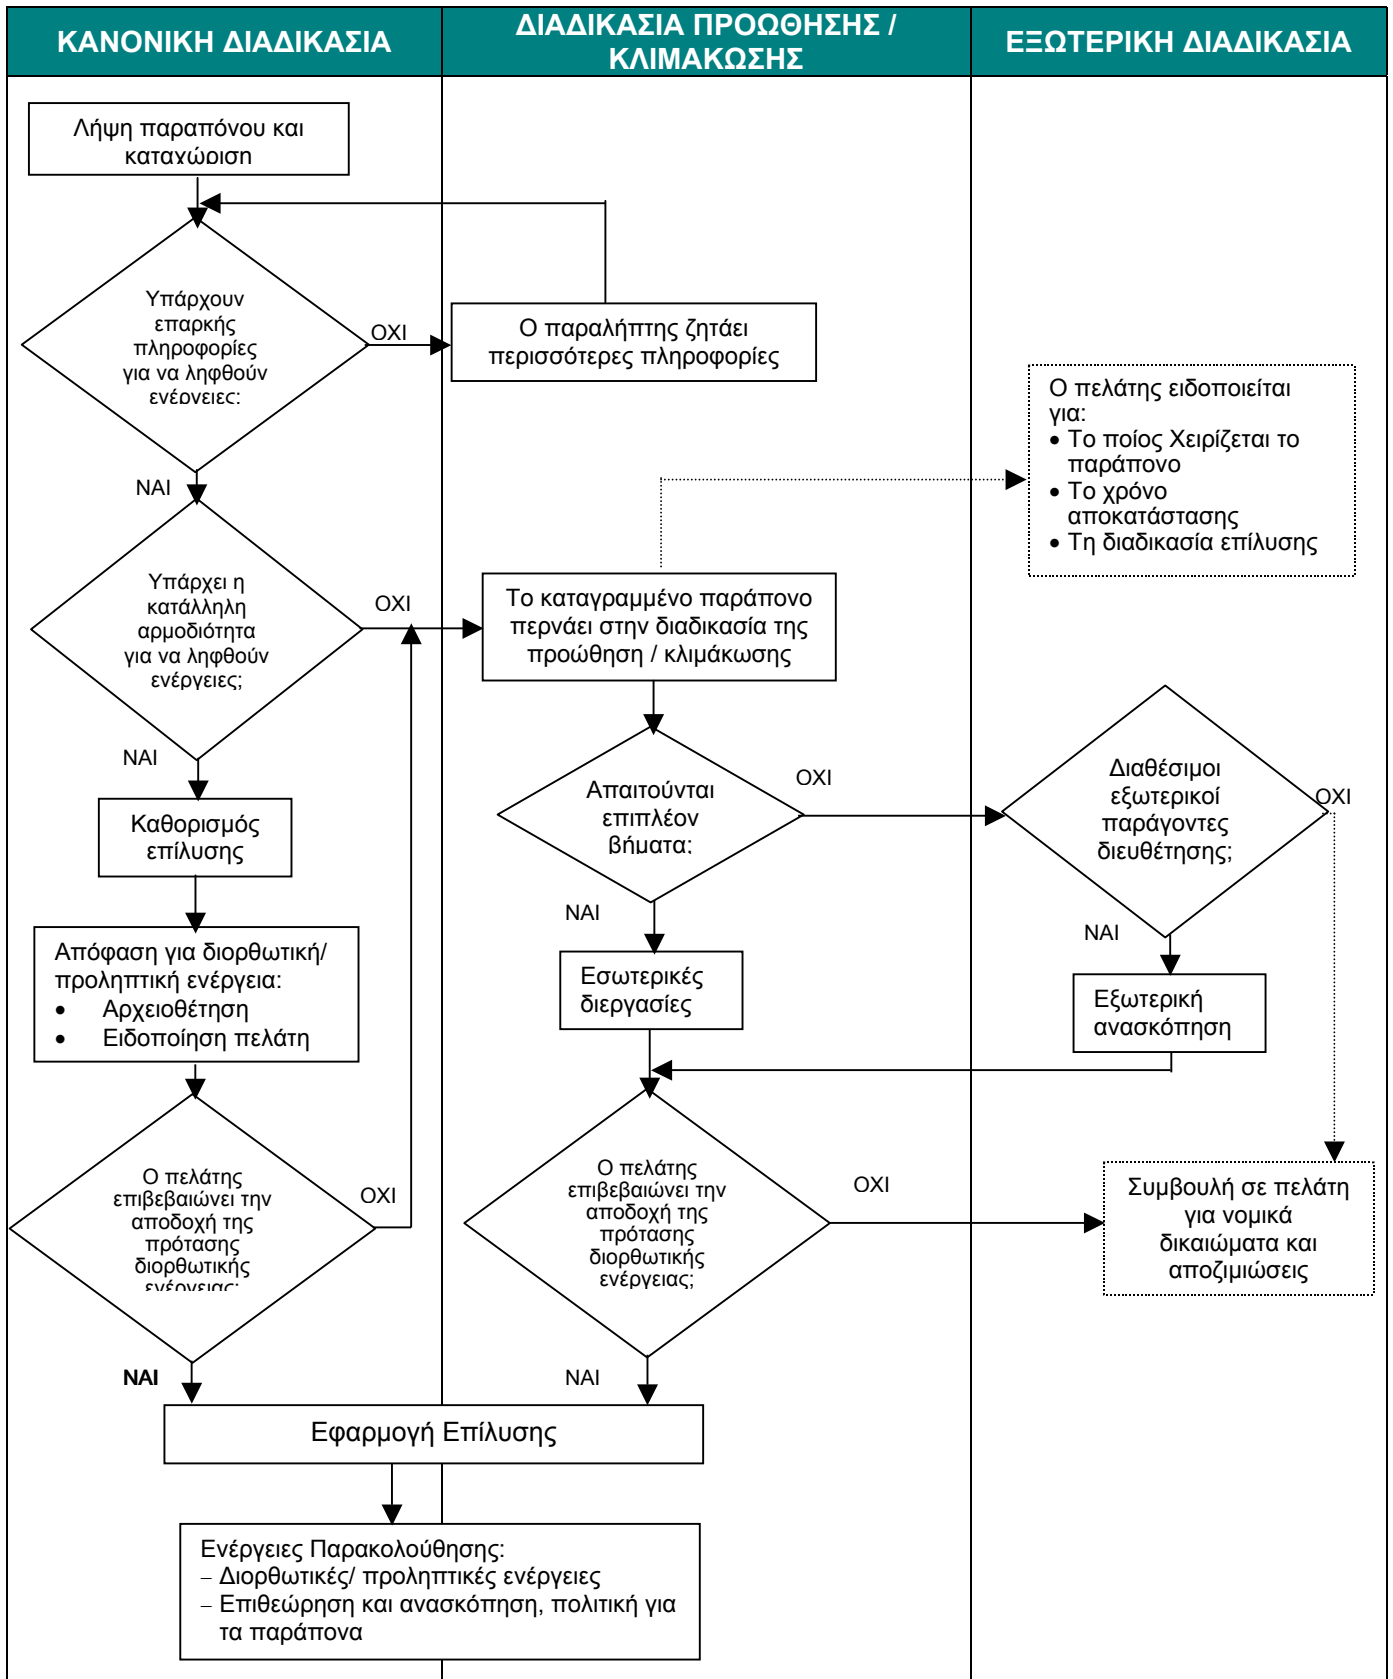 ΚΑΝΟΝΙΚΗ ΔΙΑΔΙΚΑΣΙΑ
ΔΙΑΔΙΚΑΣΙΑ ΠΡΟΩΘΗΣΗΣ /
ΚΛΙΜΑΚΩΣΗΣ
ΕΞΩΤΕΡΙΚΗ ΔΙΑΔΙΚΑΣΙΑ
Λήψη παραπόνου και
καταχώριση
Υπάρχουν
επαρκής
πληροφορίες
για να ληφθούν
ενέργειες;
ΟΧΙ
Ο παραλήπτης ζητάει
περισσότερες πληροφορίες
Ο πελάτης ειδοποιείται
για:
• Το ποίος Χειρίζεται το
παράπονο
• Το χρόνο
αποκατάστασης
• Τη διαδικασία επίλυσης
ΝΑΙ
Υπάρχει η
κατάλληλη
αρμοδιότητα
για να ληφθούν
ενέργειες;
ΟΧΙ
Το καταγραμμένο παράπονο
περνάει στην διαδικασία της
προώθηση / κλιμάκωσης
ΝΑΙ
Απαιτούνται
επιπλέον
βήματα;
ΟΧΙ
Διαθέσιμοι
εξωτερικοί
παράγοντες
διευθέτησης;
ΟΧΙ
Καθορισμός
επίλυσης
ΝΑΙ
ΝΑΙ
Απόφαση για διορθωτική/
προληπτική ενέργεια:
• Αρχειοθέτηση
• Ειδοποίηση πελάτη
Εσωτερικές
διεργασίες
Εξωτερική
ανασκόπηση
Ο πελάτης
επιβεβαιώνει την
αποδοχή της
πρότασης
διορθωτικής
ενέργειας;
ΟΧΙ
Ο πελάτης
επιβεβαιώνει την
αποδοχή της
πρότασης
διορθωτικής
ενέργειας;
ΟΧΙ
Συμβουλή σε πελάτη
για νομικά
δικαιώματα και
αποζιμιώσεις
ΝΑΙ
ΝΑΙ
Εφαρμογή Επίλυσης
Ενέργειες Παρακολούθησης:
– Διορθωτικές/ προληπτικές ενέργειες
– Επιθεώρηση και ανασκόπηση, πολιτική για
τα παράπονα